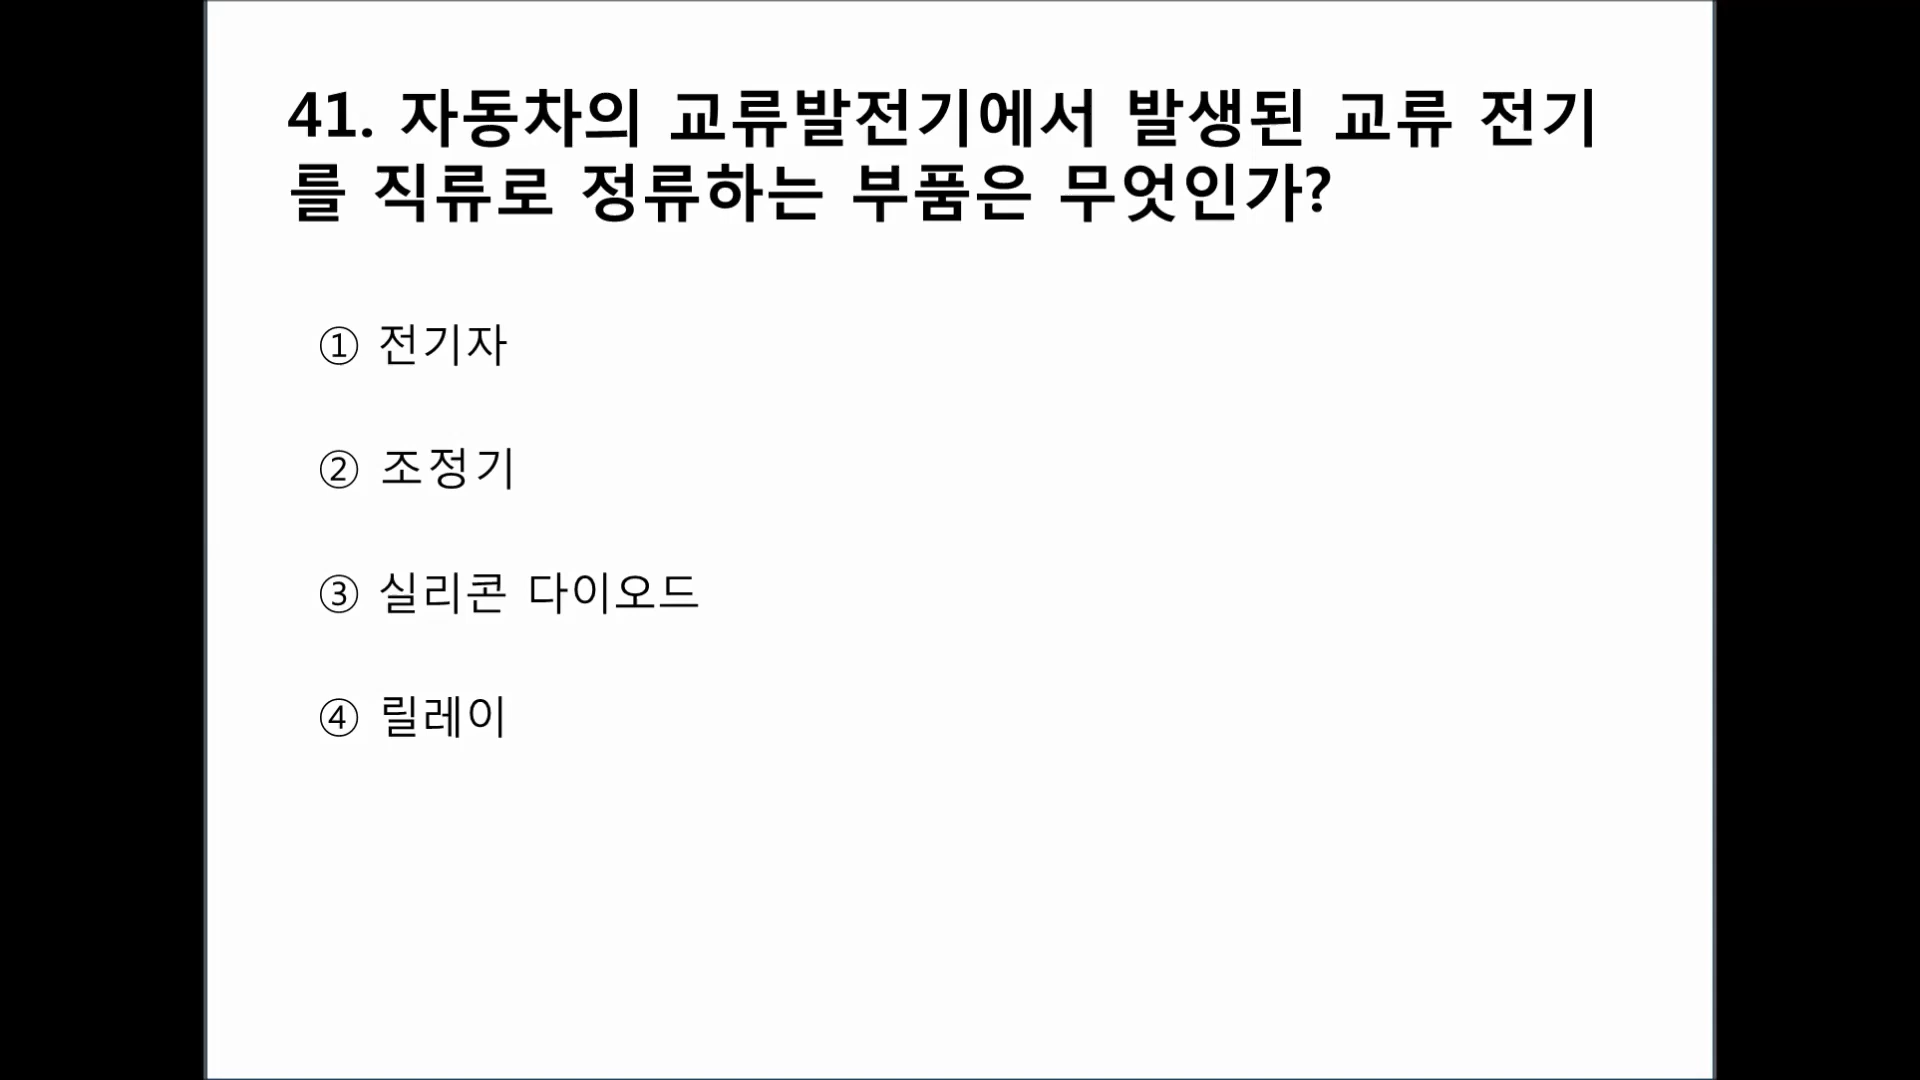 41. 자동차의 교류발전기에서 발생된 교류 전기
를 직류로 정류하는 부품은 무엇인가?
① 전기자
② 조정기
③ 실리콘 다이오드
④ 릴레이